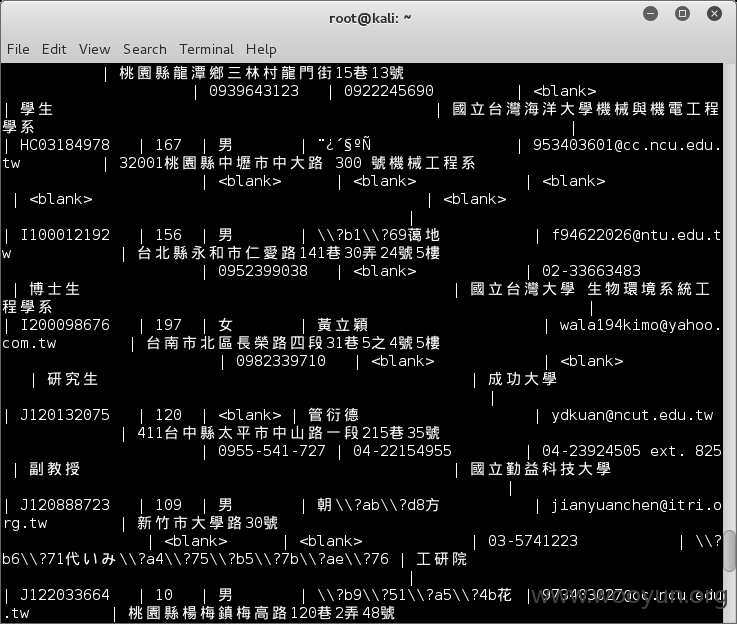 root@kali: ~
File Edit View Search Terminal Help
| 桃園縣龍潭鄉三林村龍門街15巷13號
| 0939643123 | 0922245690 | <blank>
| 學生 | 國立台灣海洋大學機械與機電工程
學系 |
| HC03184978 | 167 | 男 | ¨¿´§ºÑ | 953403601@cc.ncu.edu.
tw | 32001桃園縣中壢市中大路 300 號機械工程系
| <blank> | <blank> | <blank>
| <blank> | <blank>
|
| I100012192 | 156 | 男 | \\?b1\\?69蔼地 | f94622026@ntu.edu.t
w | 台北縣永和市仁愛路141巷30弄24號5樓
| 0952399038 | <blank> | 02-33663483
| 博士生 | 國立台灣大學 生物環境系統工
程學系 |
| I200098676 | 197 | 女 | 黃立穎 | wala194kimo@yahoo.
com.tw | 台南市北區長榮路四段31巷5之4號5樓
| 0982339710 | <blank> | <blank>
| 研究生 | 成功大學
|
| J120132075 | 120 | <blank> | 管衍德 | ydkuan@ncut.edu.tw
| 411台中縣太平市中山路一段215巷35號
| 0955-541-727 | 04-22154955 | 04-23924505 ext. 825
| 副教授 | 國立勤益科技大學
|
| J120888723 | 109 | 男 | 朝\\?ab\\?d8方 | jianyuanchen@itri.o
rg.tw | 新竹市大學路30號
| <blank> | <blank> | 03-5741223 | \\?
b6\\?71代いみ\\?a4\\?75\\?b5\\?7b\\?ae\\?76 | 工研院
|
| J122033664 | 10 | 男 | \\?b9\\?51\\?a5\\?4b花 | 973403027@cc.ncu.edu
.tw | 桃園縣楊梅鎮梅高路120巷2弄48號
www.wooyun.org